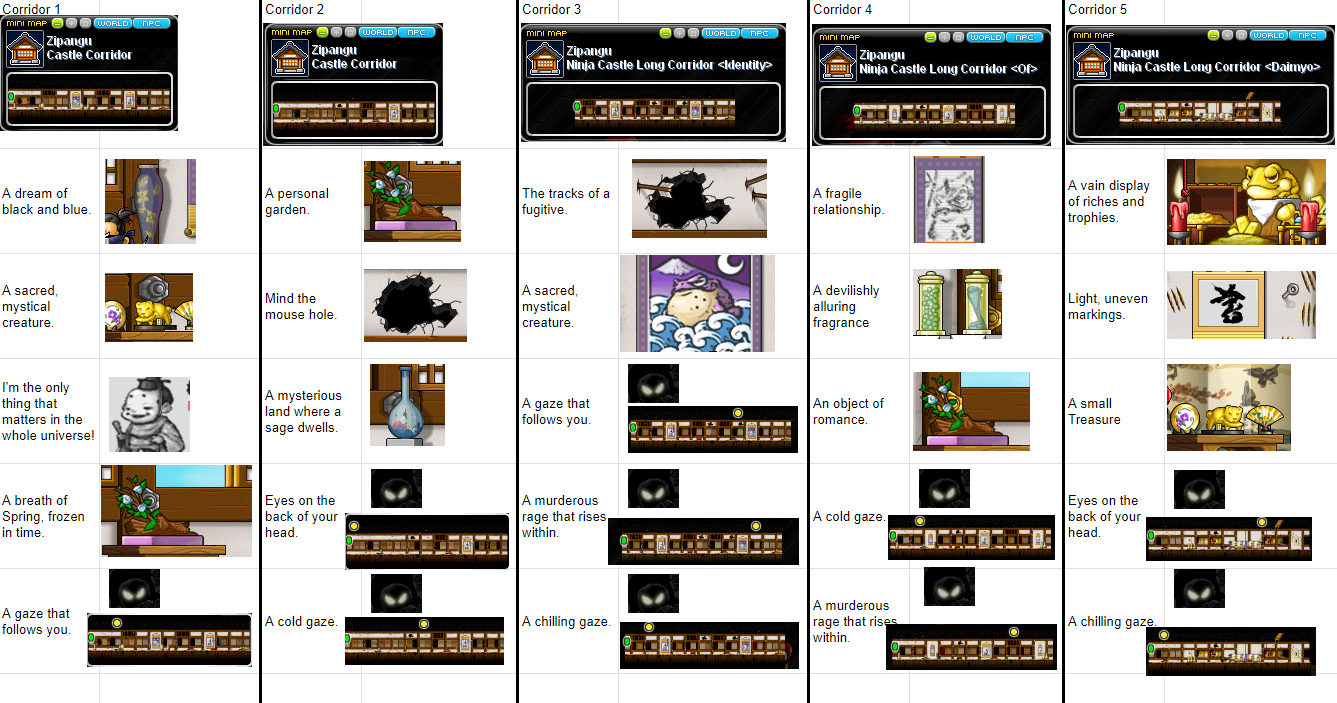 Corridor 1
MINI MAP WORLD NPC
Zipangu
Castle Corridor
A dream of
black and blue.
A sacred,
mystical
creature.
I'm the only
thing that
matters in the
whole universe!
A breath of
Spring, frozen
in time.
A gaze that
follows you.
Corridor 2
MINI MAP WORLD NPC
Zipangu
Castle Corridor
A personal
garden.
Mind the
mouse hole.
A mysterious
land where a
sage dwells.
Eyes on the
back of your
head.
A cold gaze.
Corridor 3
MINI MAP WORLD NPC
Zipangu
Ninja Castle Long Corridor <Identity>
The tracks of a
fugitive.
A sacred,
mystical
creature.
A gaze that
follows you.
A murderous
rage that rises
within.
A chilling gaze.
Corridor 4
MINI MAP WORLD NPC
Zipangu
Ninja Castle Long Corridor <Of>
A fragile
relationship.
A devilishly
alluring
fragrance
An object of
romance.
A cold gaze.
A murderous
rage that rises
within.
Corridor 5
MINI MAP WORLD NPC
Zipangu
Ninja Castle Long Corridor <Daimyo>
A vain display
of riches and
trophies.
Light, uneven
markings.
A small
Treasure
Eyes on the
back of your
head.
A chilling gaze.